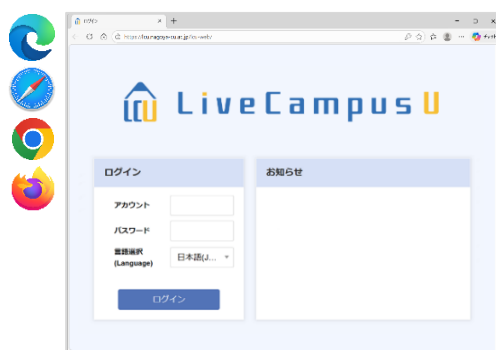 ログイン
LiveCampusU
ログイン
お知らせ
アカウント
パスワード
言語選択
(Language)
日本語(J...
ログイン